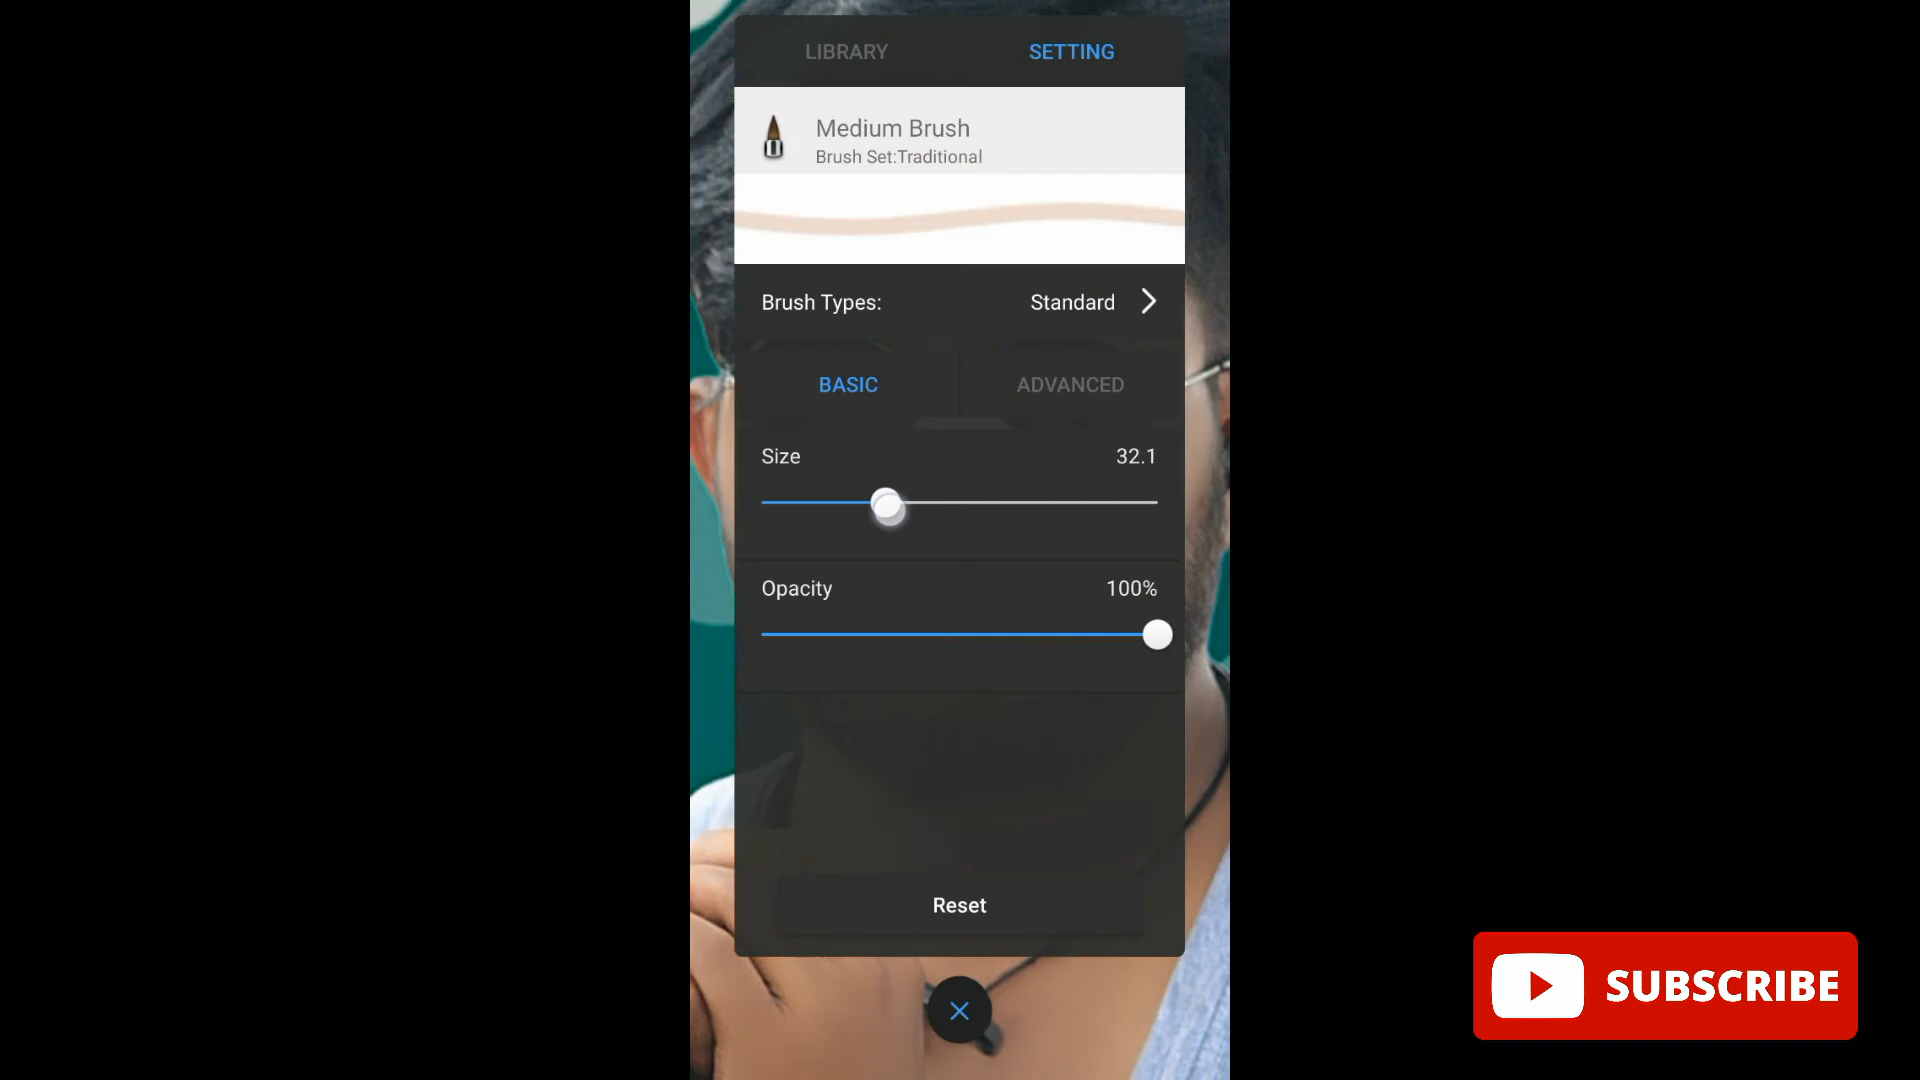 LIBRARY SETTING
Medium Brush
Brush Set:Traditional
Brush Types: Standard
BASIC ADVANCED
Size 32.1
Opacity 100%
Reset
SUBSCRIBE